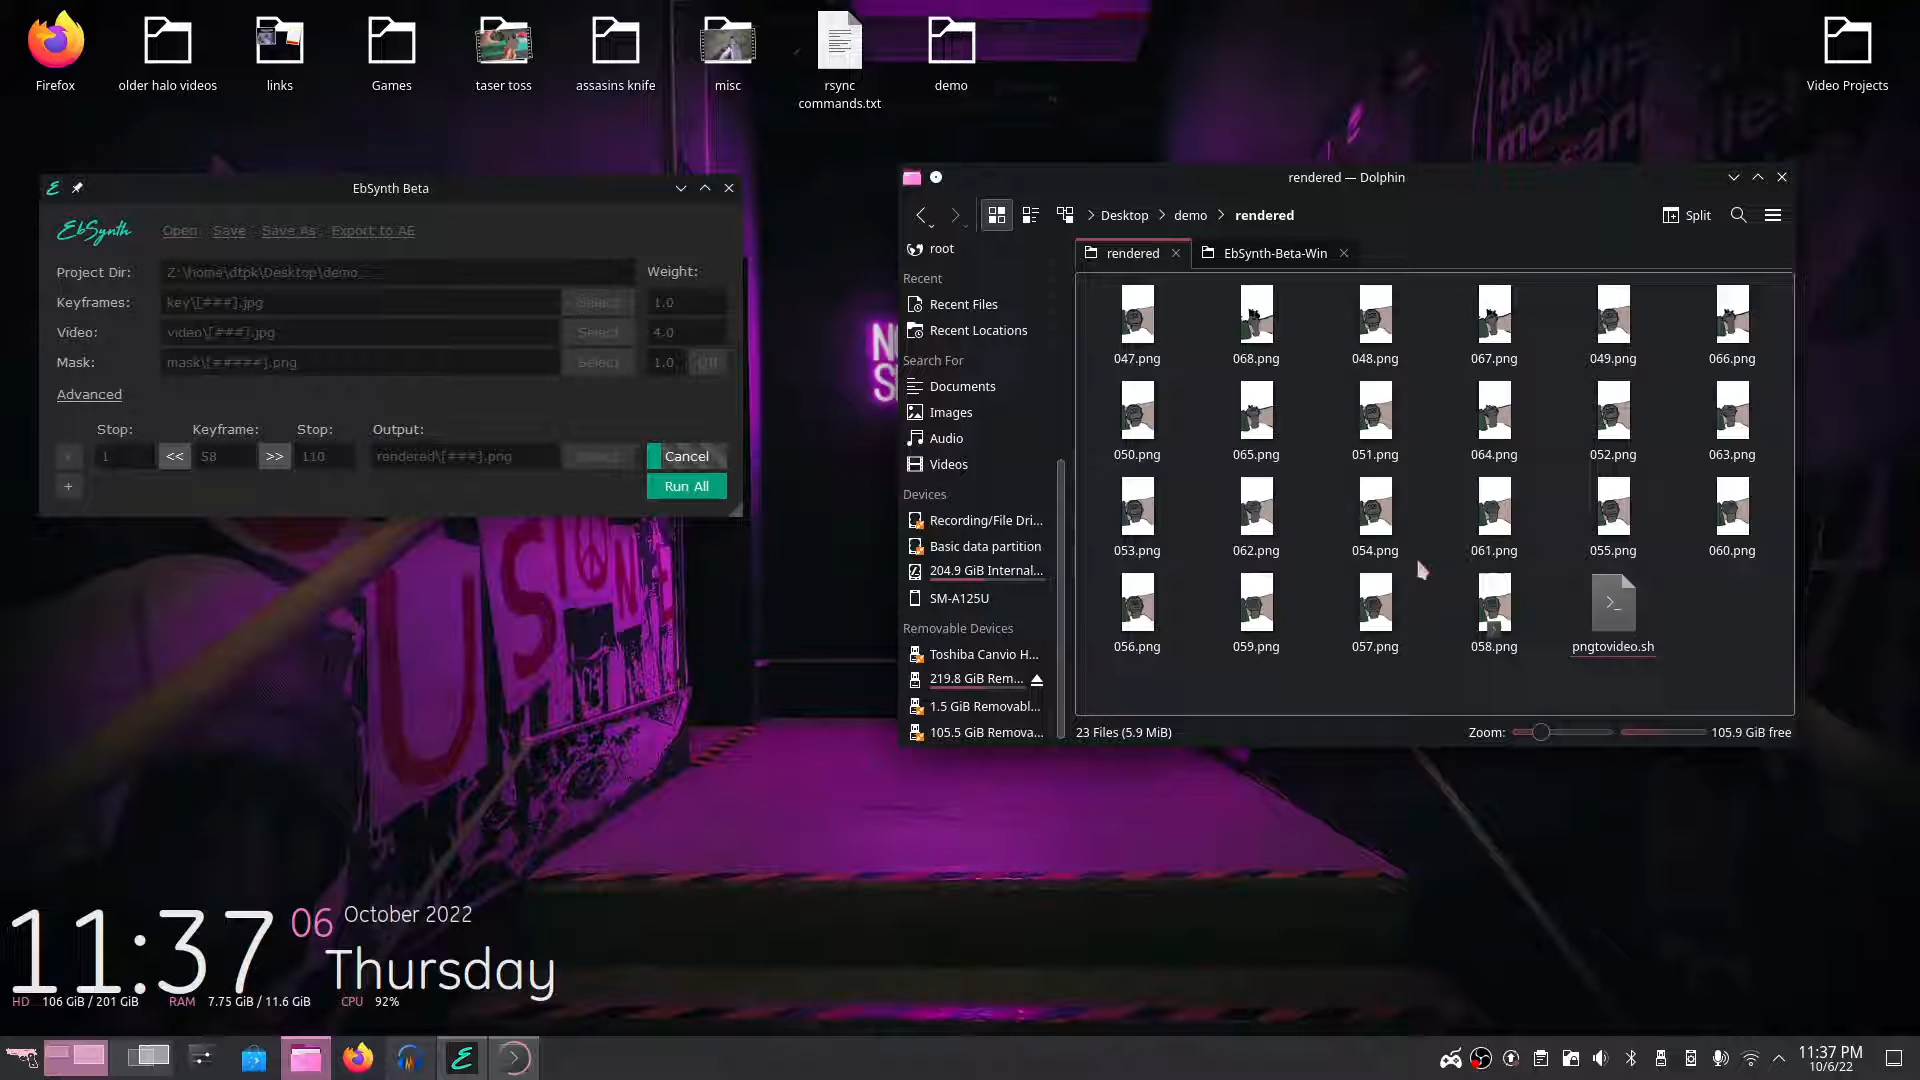 Firefox
older halo videos
links
Games
taser toss
assasins knife
misc
rsync
commands.txt
demo
Video Projects
EbSynth Beta
EbSynth
Open Save Save As Export to AE
Project Dir: Z:\home\dtpk\Desktop\demo Weight:
Keyframes: key\[###].jpg Select 1.0
Video: video\[###].jpg Select 4.0
Mask: mask\[#####].png Select 1.0 Off
Advanced
Stop: Keyframe: Stop: Output:
- 1 << 58 >> 110 rendered\[###].png Cancel
+ Run All
rendered — Dolphin
Desktop > demo > rendered
Split
rendered
EbSynth-Beta-Win
root
Recent
Recent Files
Recent Locations
Search For
Documents
Images
Audio
Videos
Devices
Recording/File Dri...
Basic data partition
204.9 GiB Internal...
SM-A125U
Removable Devices
Toshiba Canvio H...
219.8 GiB Rem...
1.5 GiB Removabl...
105.5 GiB Remova...
047.png 068.png 048.png 067.png 049.png 066.png
050.png 065.png 051.png 064.png 052.png 063.png
053.png 062.png 054.png 061.png 055.png 060.png
056.png 059.png 057.png 058.png pngtovideo.sh
23 Files (5.9 MiB)
Zoom:
105.9 GiB free
11:37
06 October 2022
Thursday
HD 106 GiB / 201 GiB RAM 7.75 GiB / 11.6 GiB CPU 92%
11:37 PM
10/6/22